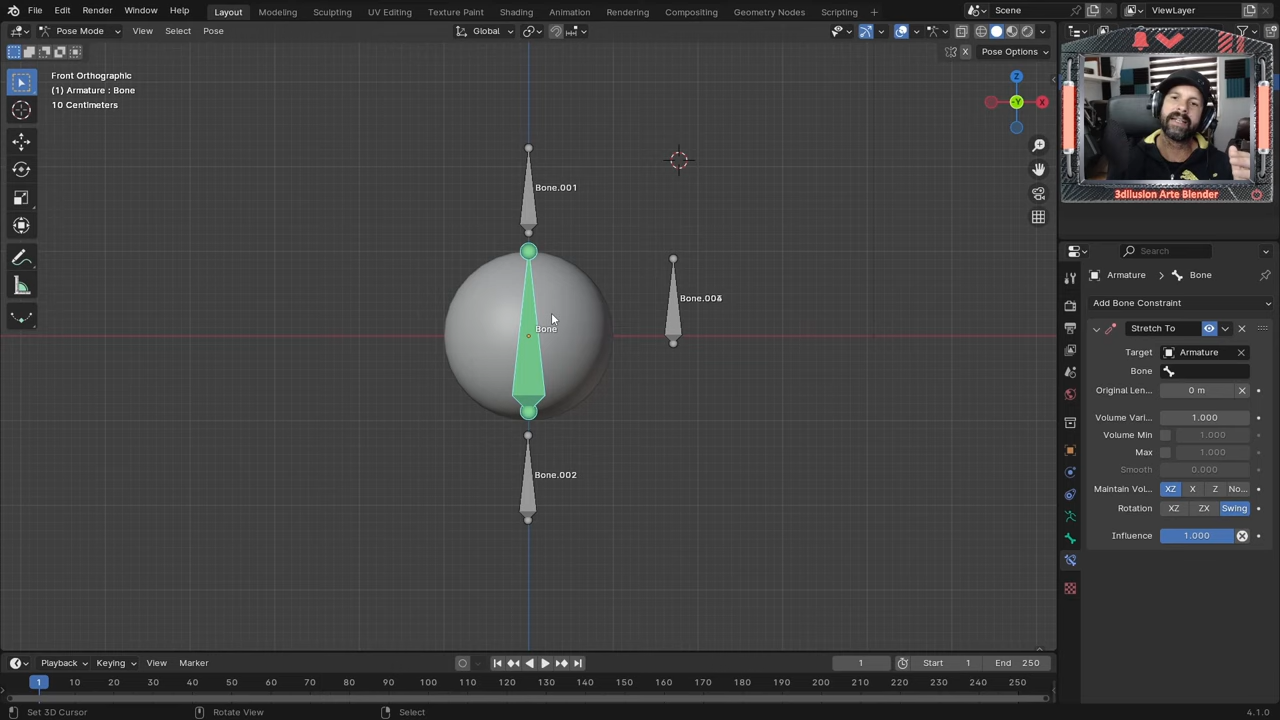 File Edit Render Window Help Layout Modeling Sculpting UV Editing Texture Paint Shading Animation Rendering Compositing Geometry Nodes Scripting Scene ViewLayer
Pose Mode View Select Pose Global
X Pose Options
Front Orthographic
(1) Armature : Bone
10 Centimeters
Z
X
-Y
3dIlusion Arte Blender
Bone.001
Bone
Bone.002
Search
Armature > Bone
Add Bone Constraint
Stretch To
Target Armature
Bone
Original Len... 0 m
Volume Vari... 1.000
Volume Min 1.000
Max 1.000
Smooth 0.000
Maintain Vol... XZ X Z No...
Rotation XZ ZX Swing
Influence 1.000
Playback Keying View Marker 1 Start 1 End 250
1 10 20 30 40 50 60 70 80 90 100 110 120 130 140 150 160 170 180 190 200 210 220 230 240 250
Set 3D Cursor Rotate View Select 4.1.0